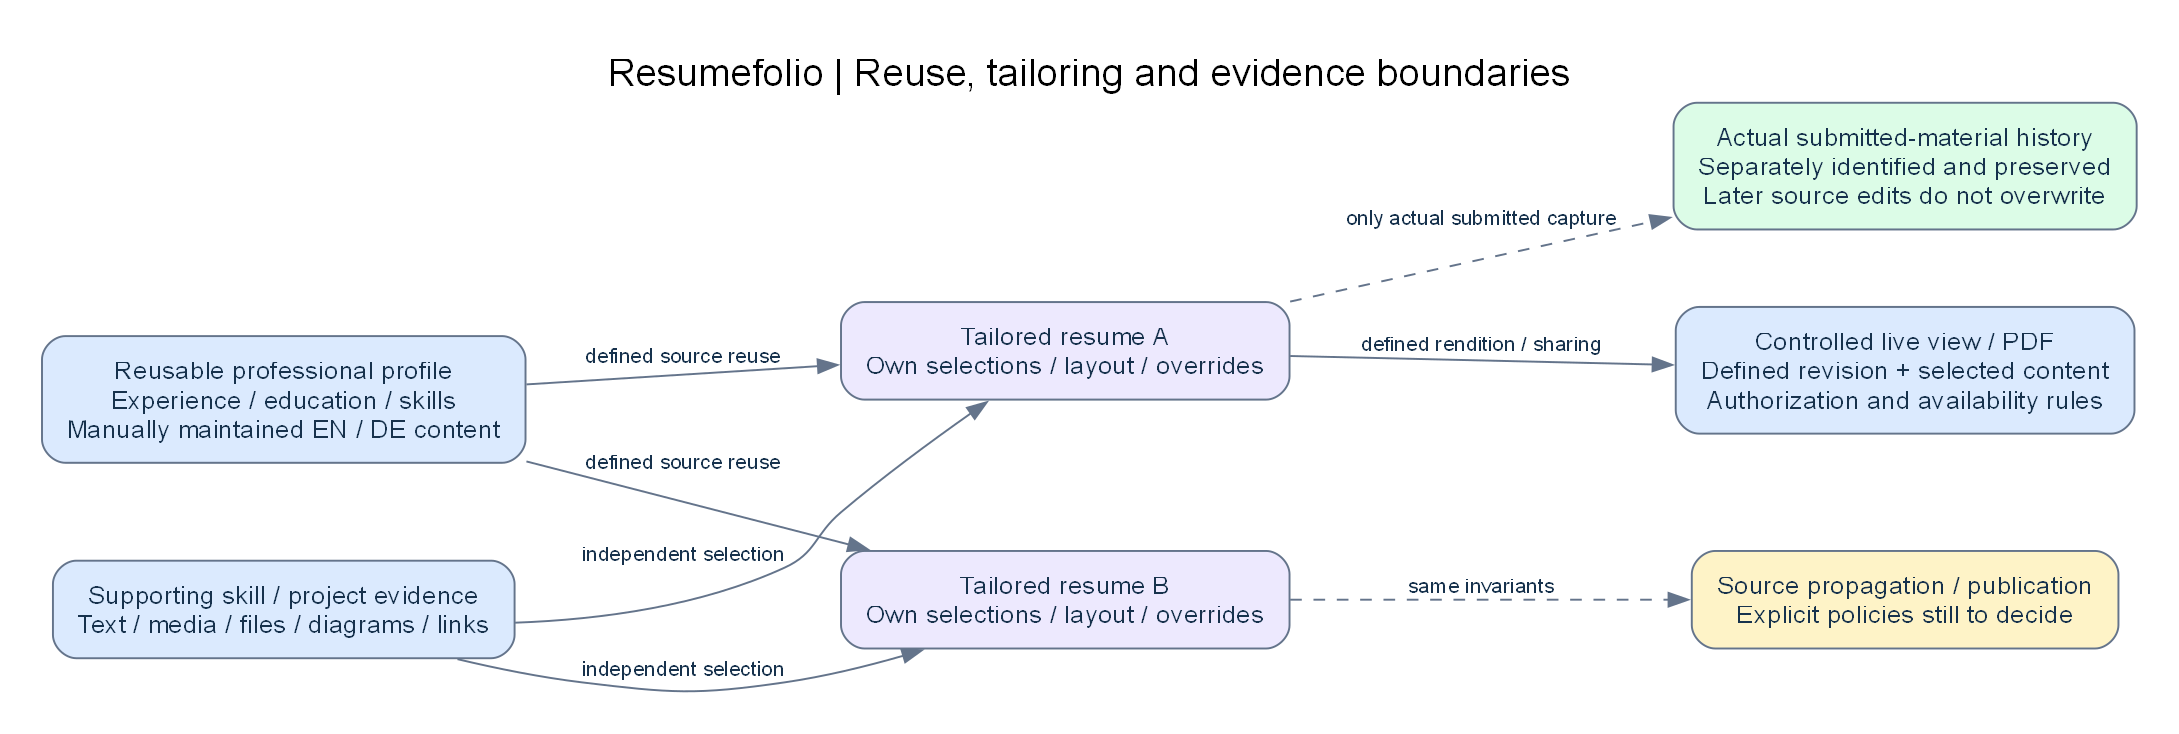 Resumefolio | Reuse, tailoring and evidence boundaries
Actual submitted-material history
Separately identified and preserved
Later source edits do not overwrite
only actual submitted capture
Reusable professional profile
Experience / education / skills
Manually maintained EN / DE content
defined source reuse
Tailored resume A
Own selections / layout / overrides
defined rendition / sharing
Controlled live view / PDF
Defined revision + selected content
Authorization and availability rules
defined source reuse
independent selection
Supporting skill / project evidence
Text / media / files / diagrams / links
independent selection
Tailored resume B
Own selections / layout / overrides
same invariants
Source propagation / publication
Explicit policies still to decide